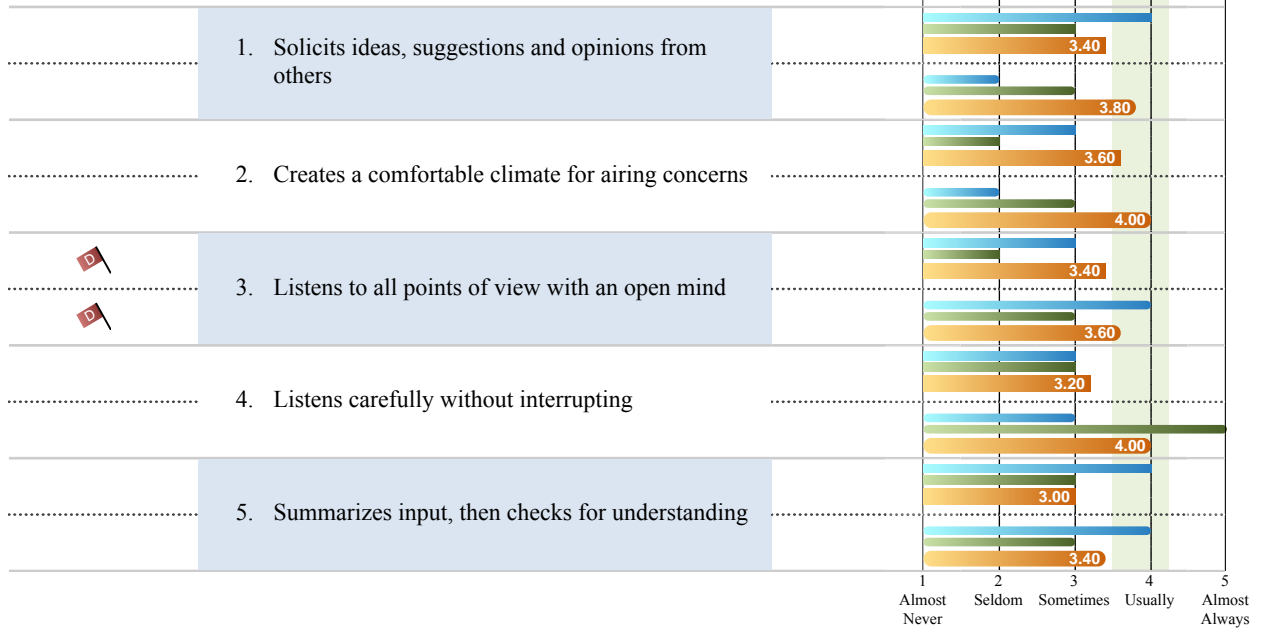 1. Solicits ideas, suggestions and opinions from
others
3.40
3.80
2. Creates a comfortable climate for airing concerns
3.60
4.00
D
D
3. Listens to all points of view with an open mind
3.40
3.60
4. Listens carefully without interrupting
3.20
4.00
5. Summarizes input, then checks for understanding
3.00
3.40
1 2 3 4 5
Almost Seldom Sometimes Usually Almost
Never Always